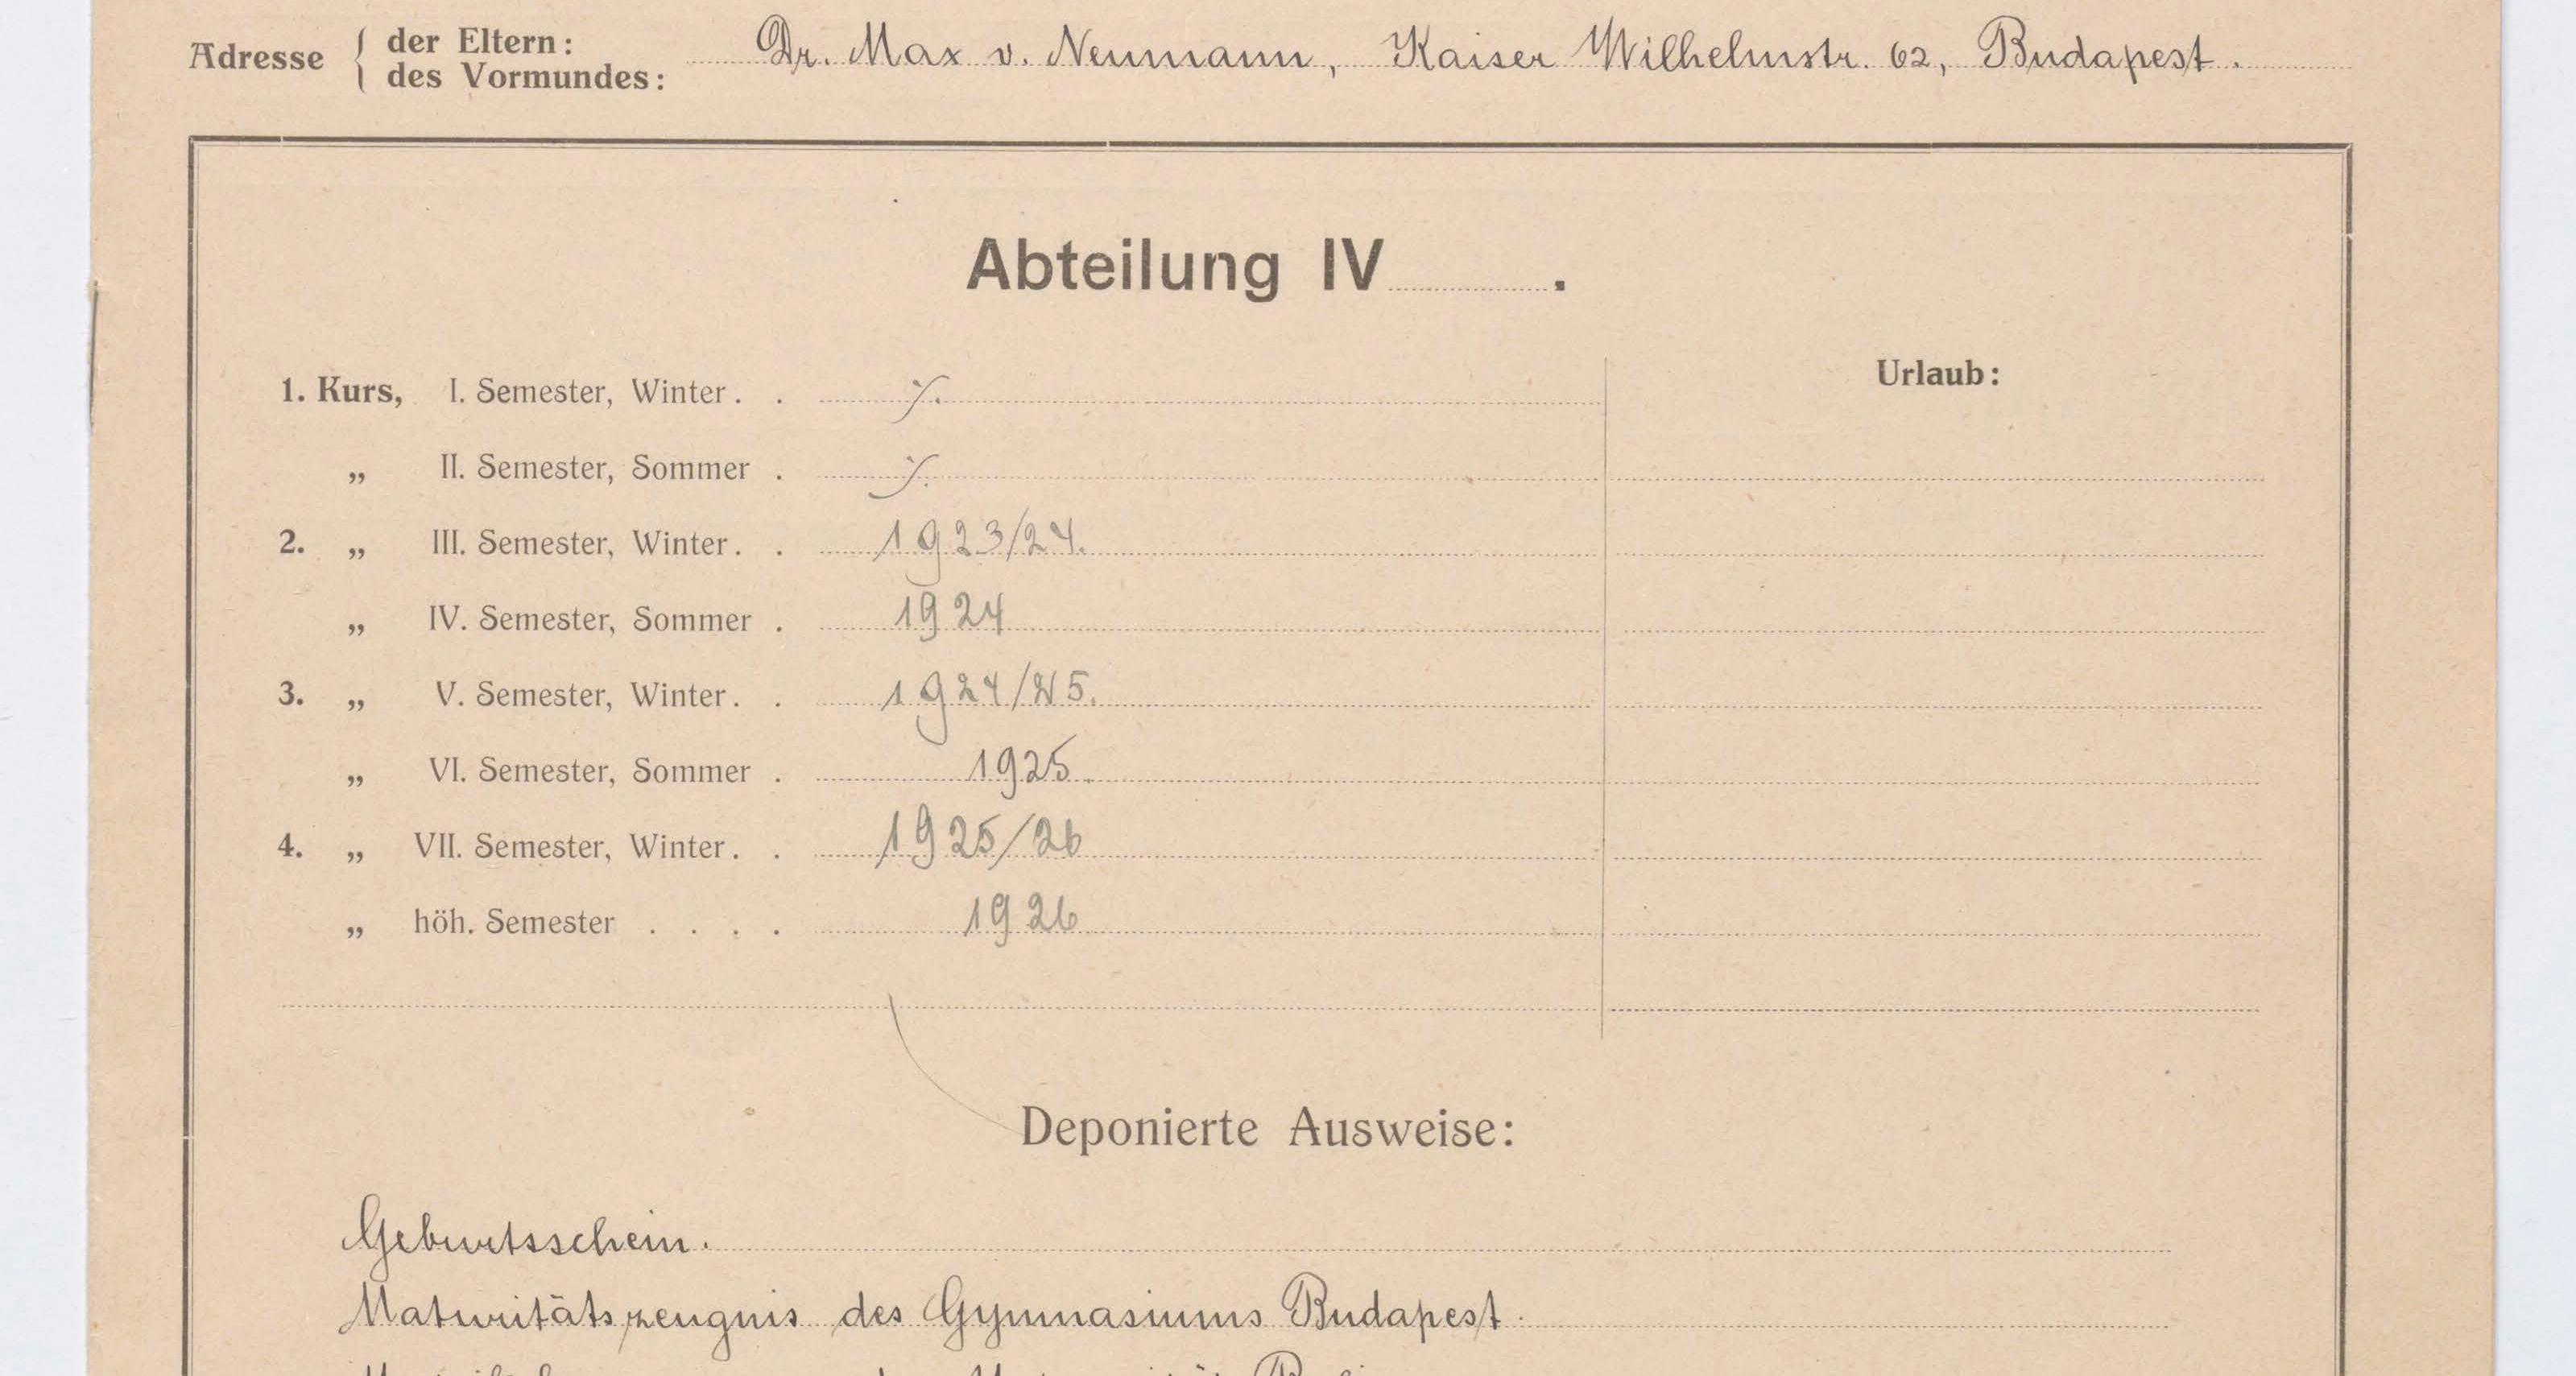 Adresse { der Eltern: Dr. Max v. Neumann, Kaiser Wilhelmstr. 62, Budapest.
des Vormundes:
Abteilung IV .
Urlaub:
1. Kurs, I. Semester, Winter . . ⁒
„ II. Semester, Sommer . ⁒
2. „ III. Semester, Winter . . 1923/24.
„ IV. Semester, Sommer . 1924
3. „ V. Semester, Winter . . 1924/25.
„ VI. Semester, Sommer . 1925.
4. „ VII. Semester, Winter . . 1925/26
„ höh. Semester . . . . 1926
Deponierte Ausweise:
Geburtsschein.
Maturitätszeugnis des Gymnasiums Budapest.